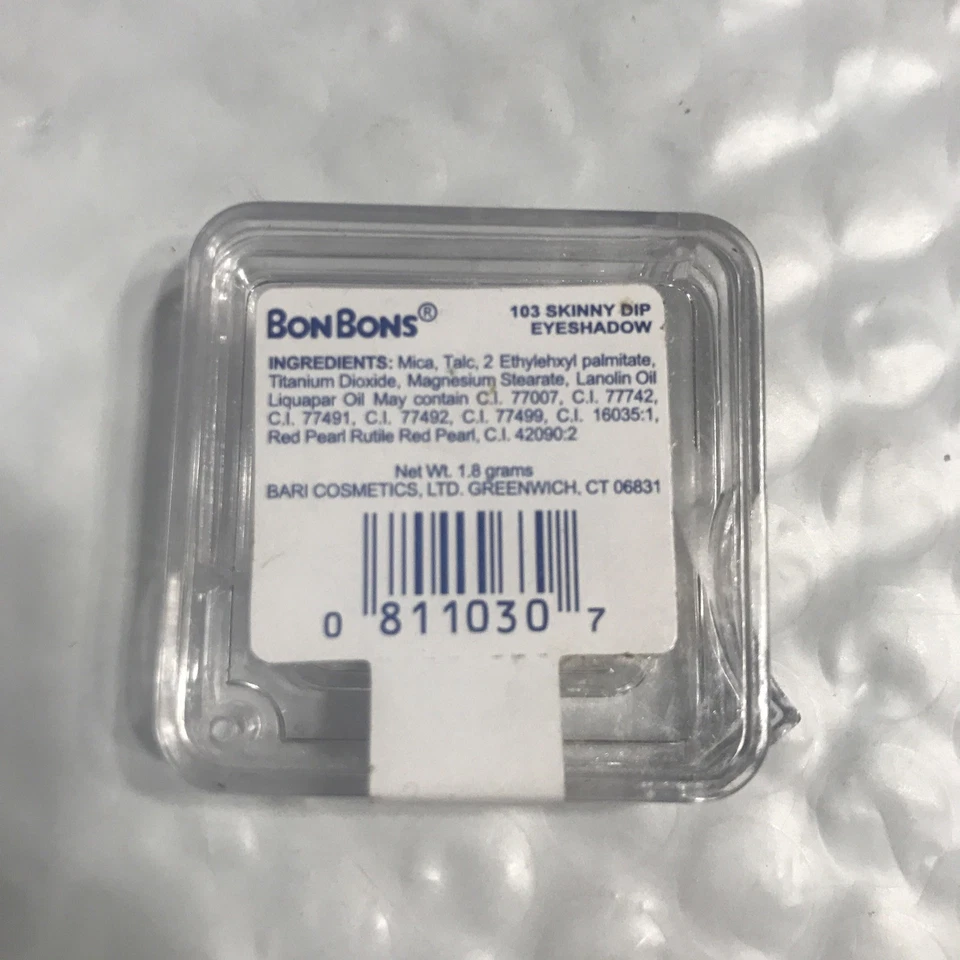 BONBONS®
103 SKINNY DIP
EYESHADOW
INGREDIENTS: Mica, Talc, 2 Ethylehxyl palmitate,
Titanium Dioxide, Magnesium Stearate, Lanolin Oil
Liquapar Oil May contain C.I. 77007, C.I. 77742,
C.I. 77491, C.I. 77492, C.I. 77499, C.I. 16035:1,
Red Pearl Rutile Red Pearl, C.I. 42090:2
Net Wt. 1.8 grams
BARI COSMETICS, LTD. GREENWICH, CT 06831
0 811030 7